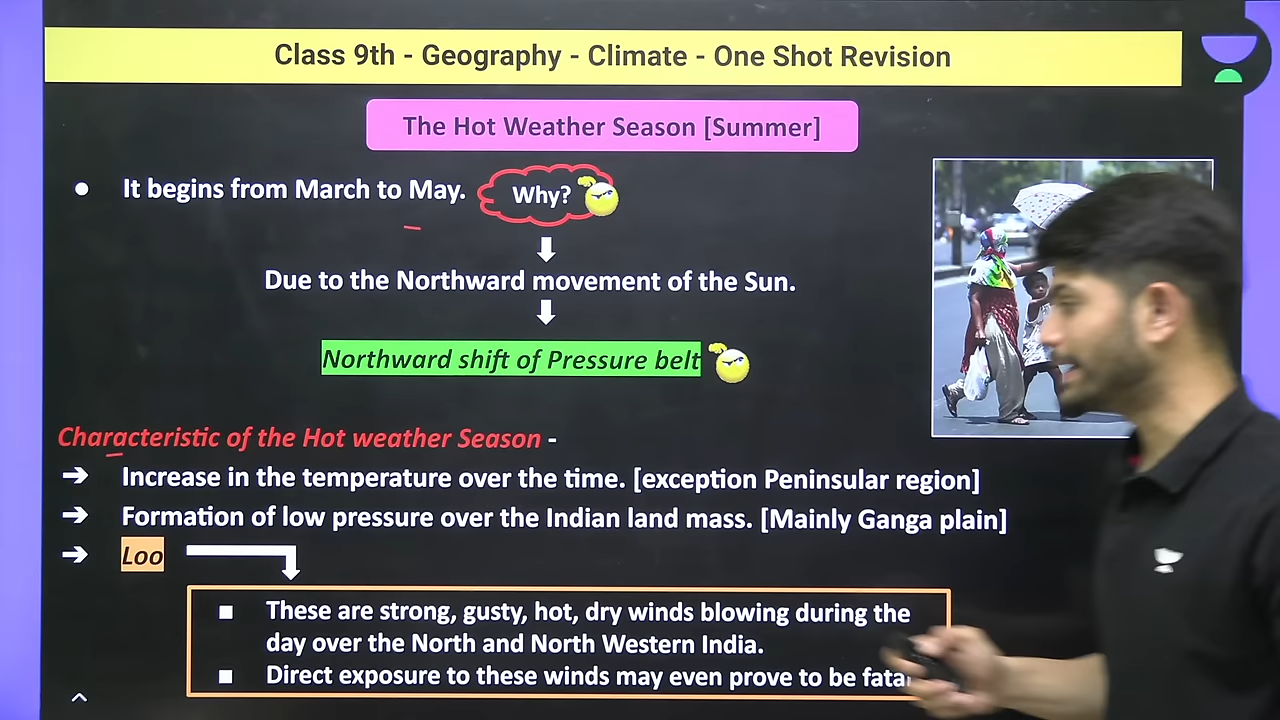 Class 9th - Geography - Climate - One Shot Revision
The Hot Weather Season [Summer]
● It begins from March to May. Why?
Due to the Northward movement of the Sun.
Northward shift of Pressure belt
Characteristic of the Hot weather Season -
➔ Increase in the temperature over the time. [exception Peninsular region]
➔ Formation of low pressure over the Indian land mass. [Mainly Ganga plain]
➔ Loo
■ These are strong, gusty, hot, dry winds blowing during the
day over the North and North Western India.
■ Direct exposure to these winds may even prove to be